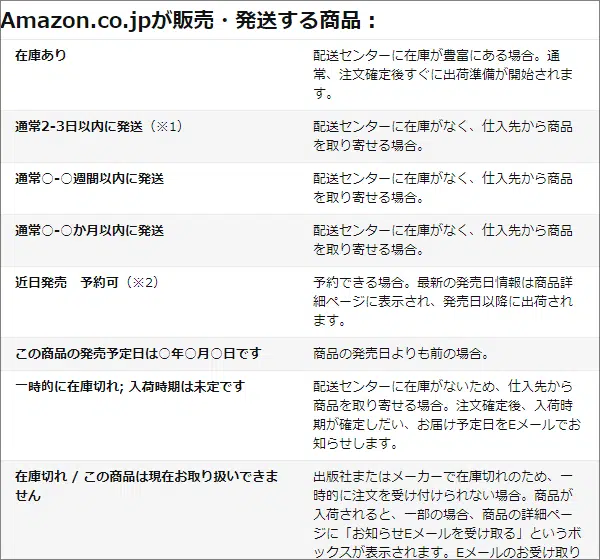 Amazon.co.jpが販売・発送する商品：
在庫あり
配送センターに在庫が豊富にある場合。通
常、注文確定後すぐに出荷準備が開始されま
す。
通常2-3日以内に発送（※1）
配送センターに在庫がなく、仕入先から商品
を取り寄せる場合。
通常○-○週間以内に発送
配送センターに在庫がなく、仕入先から商品
を取り寄せる場合。
通常○-○か月以内に発送
配送センターに在庫がなく、仕入先から商品
を取り寄せる場合。
近日発売　予約可（※2）
予約できる場合。最新の発売日情報は商品詳
細ページに表示され、発売日以降に出荷され
ます。
この商品の発売予定日は○年○月○日です
商品の発売日よりも前の場合。
一時的に在庫切れ; 入荷時期は未定です
配送センターに在庫がないため、仕入先から
商品を取り寄せる場合。注文確定後、入荷時
期が確定しだい、お届け予定日をEメールでお
知らせします。
在庫切れ / この商品は現在お取り扱いできま
せん
出版社またはメーカーで在庫切れのため、一
時的に注文を受け付けられない場合。商品が
入荷されると、一部の場合、商品の詳細ペー
ジに「お知らせEメールを受け取る」というボ
ックスが表示されます。Eメールのお受け取り